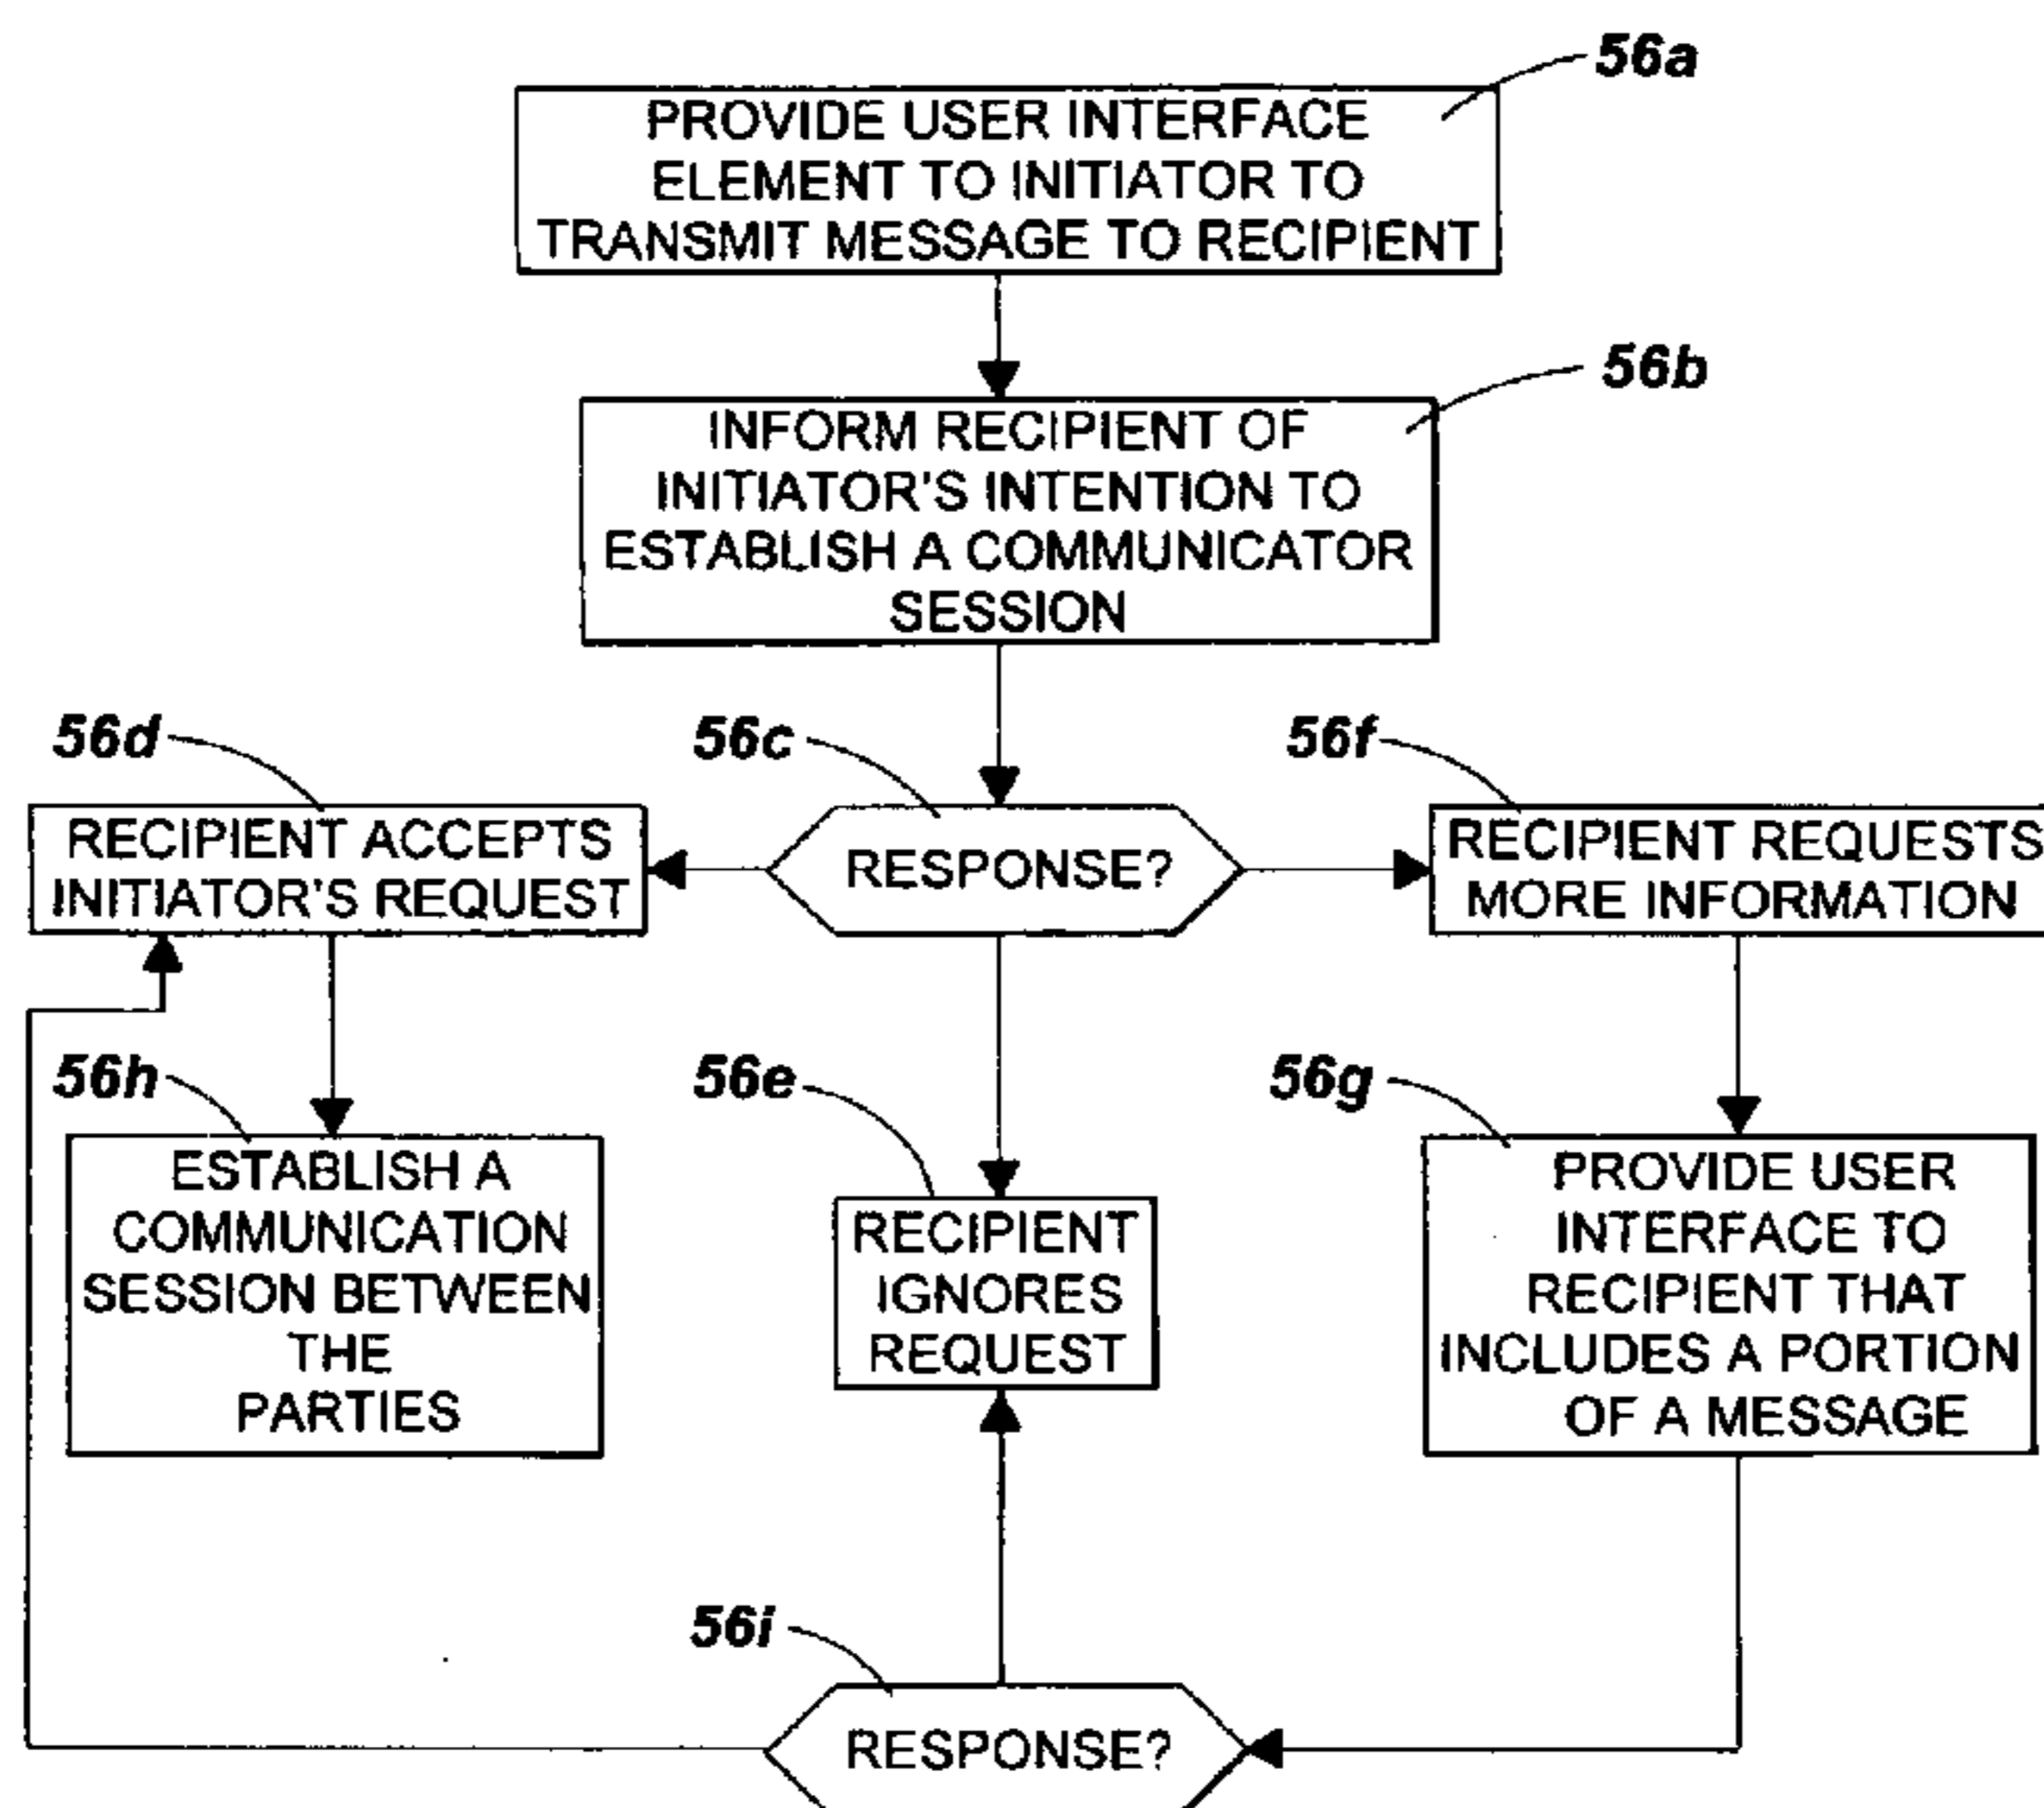 56a
PROVIDE USER INTERFACE
ELEMENT TO INITIATOR TO
TRANSMIT MESSAGE TO RECIPIENT
56b
INFORM RECIPIENT OF
INITIATOR'S INTENTION TO
ESTABLISH A COMMUNICATOR
SESSION
56d
56c
56f
RECIPIENT ACCEPTS
INITIATOR'S REQUEST
RESPONSE?
RECIPIENT REQUESTS
MORE INFORMATION
56h
56e
56g
ESTABLISH A
COMMUNICATION
SESSION BETWEEN
THE
PARTIES
RECIPIENT
IGNORES
REQUEST
PROVIDE USER
INTERFACE TO
RECIPIENT THAT
INCLUDES A PORTION
OF A MESSAGE
56i
RESPONSE?